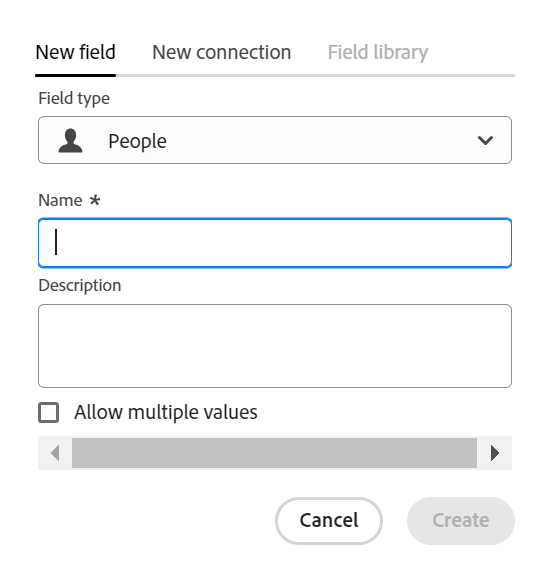 New field New connection Field library
Field type
People
Name *
Description
Allow multiple values
Cancel Create